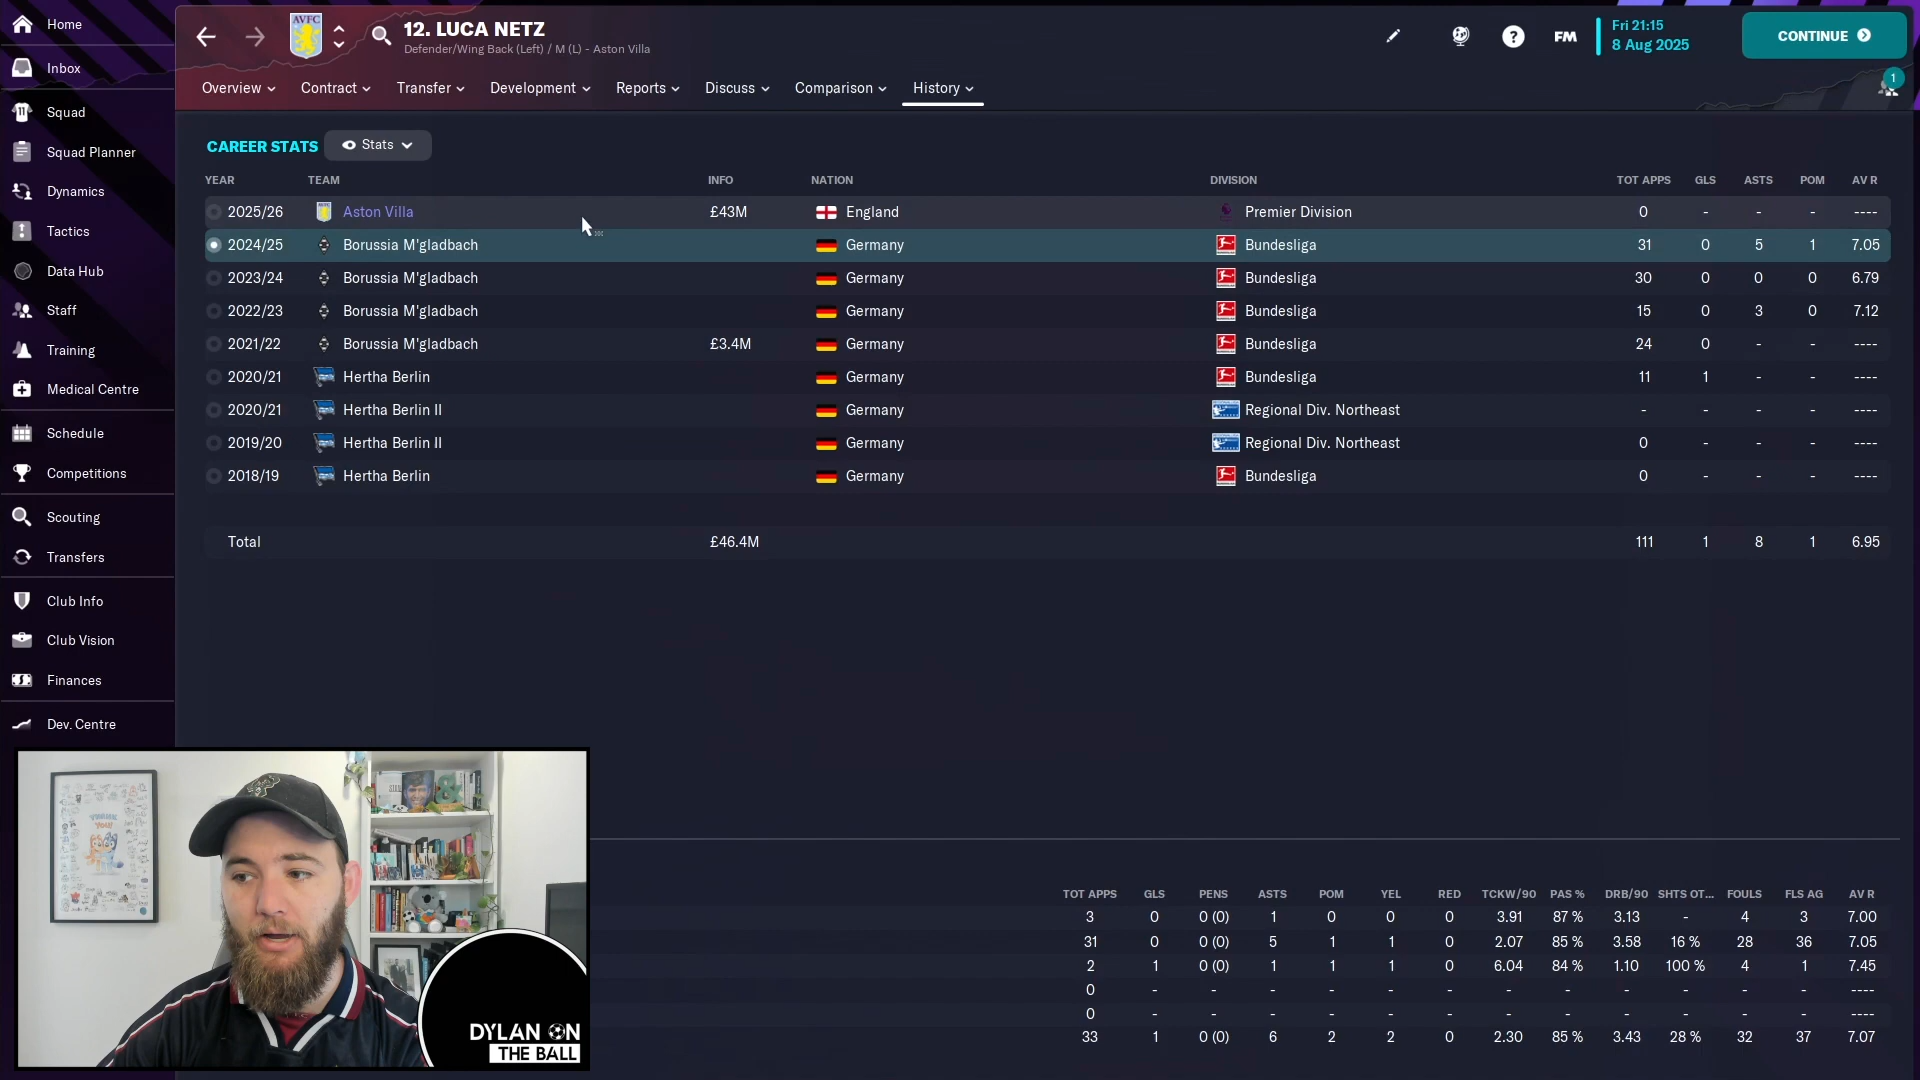 Home
Inbox
Squad
Squad Planner
Dynamics
Tactics
Data Hub
Staff
Training
Medical Centre
Schedule
Competitions
Scouting
Transfers
Club Info
Club Vision
Finances
Dev. Centre
AVFC
12. LUCA NETZ
Defender/Wing Back (Left) / M (L) - Aston Villa
? FM
Fri 21:15
8 Aug 2025
CONTINUE
1
Overview Contract Transfer Development Reports Discuss Comparison History
CAREER STATS Stats
YEAR TEAM INFO NATION DIVISION TOT APPS GLS ASTS POM AV R
2025/26 Aston Villa £43M England Premier Division 0 - - - ----
2024/25 Borussia M'gladbach Germany Bundesliga 31 0 5 1 7.05
2023/24 Borussia M'gladbach Germany Bundesliga 30 0 0 0 6.79
2022/23 Borussia M'gladbach Germany Bundesliga 15 0 3 0 7.12
2021/22 Borussia M'gladbach £3.4M Germany Bundesliga 24 0 - - ----
2020/21 Hertha Berlin Germany Bundesliga 11 1 - - ----
2020/21 Hertha Berlin II Germany Regional Div. Northeast - - - - ----
2019/20 Hertha Berlin II Germany Regional Div. Northeast 0 - - - ----
2018/19 Hertha Berlin Germany Bundesliga 0 - - - ----
Total £46.4M 111 1 8 1 6.95
TOT APPS GLS PENS ASTS POM YEL RED TCKW/90 PAS % DRB/90 SHTS OT... FOULS FLS AG AV R
3 0 0 (0) 1 0 0 0 3.91 87 % 3.13 - 4 3 7.00
31 0 0 (0) 5 1 1 0 2.07 85 % 3.58 16 % 28 36 7.05
2 1 0 (0) 1 1 1 0 6.04 84 % 1.10 100 % 4 1 7.45
0 - - - - - - - - - - - - ----
0 - - - - - - - - - - - - ----
33 1 0 (0) 6 2 2 0 2.30 85 % 3.43 28 % 32 37 7.07
THANK
YOU!
DYLAN ON
THE BALL